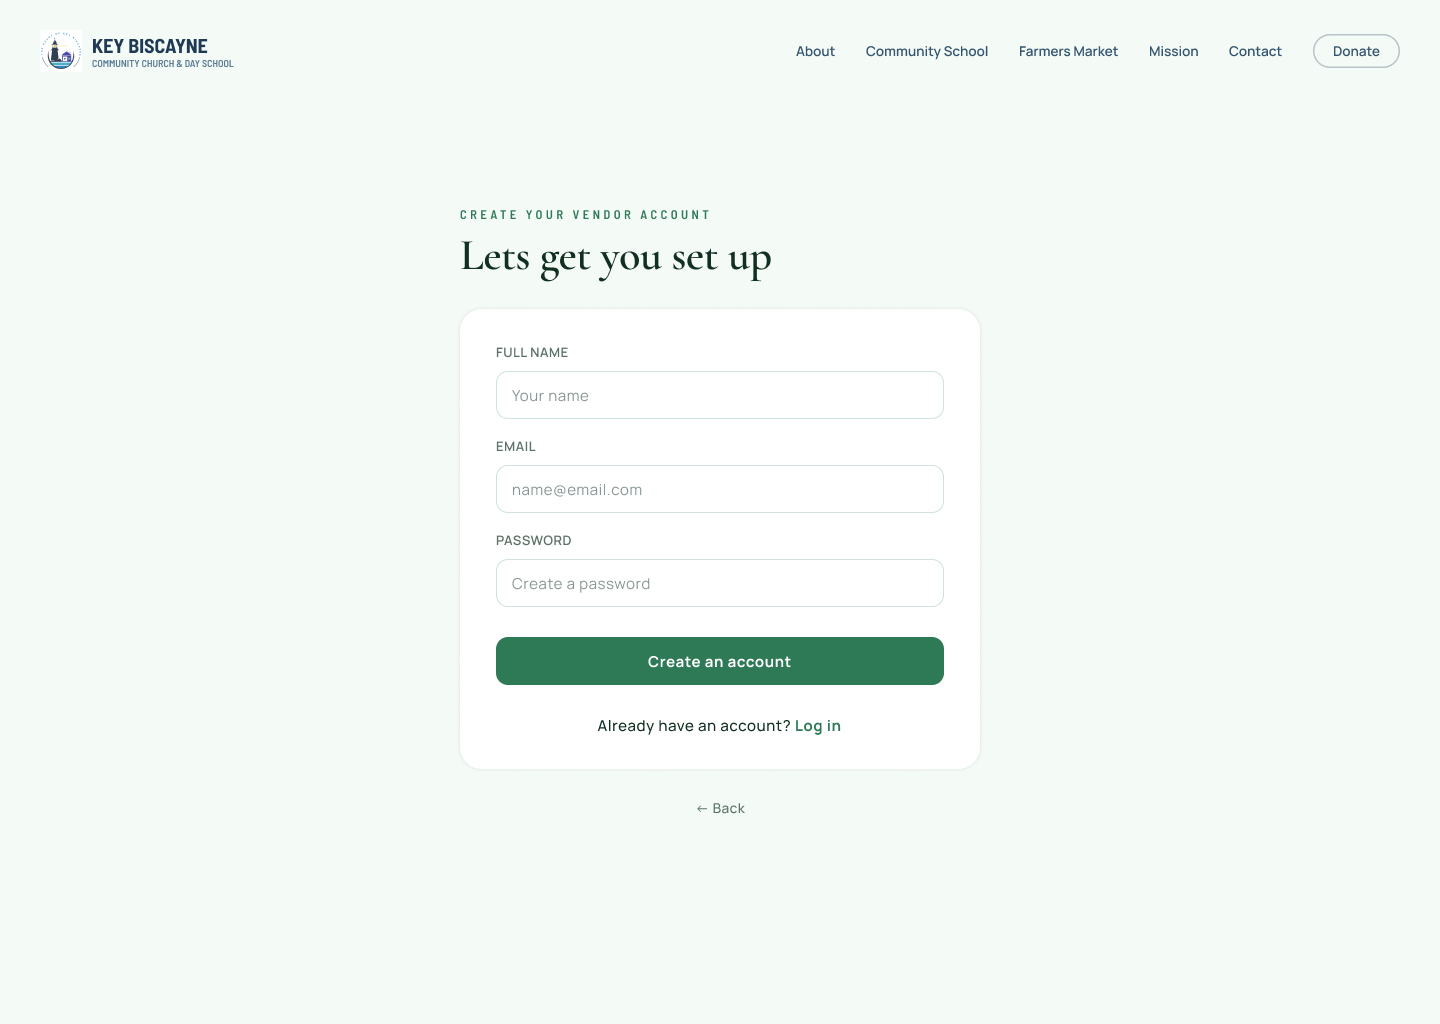 KEY BISCAYNE
COMMUNITY CHURCH & DAY SCHOOL
About
Community School
Farmers Market
Mission
Contact
Donate
CREATE YOUR VENDOR ACCOUNT
Lets get you set up
FULL NAME
Your name
EMAIL
name@email.com
PASSWORD
Create a password
Create an account
Already have an account? Log in
← Back